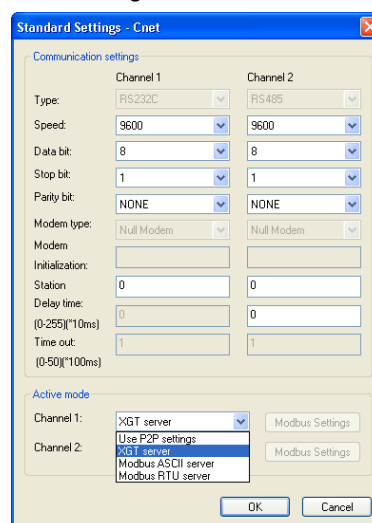 Standard Settings - Cnet
Communication settings
Channel 1 Channel 2
Type: RS232C RS485
Speed: 9600 9600
Data bit: 8 8
Stop bit: 1 1
Parity bit: NONE NONE
Modem type: Null Modem Null Modem
Modem
Initialization:
Station 0 0
Delay time: 0 0
(0-255)(*10ms)
Time out: 1 1
(0-50)(*100ms)
Active mode
Channel 1: XGT server Modbus Settings
Use P2P settings
XGT server
Modbus ASCII server
Modbus RTU server
Channel 2: Modbus Settings
OK Cancel